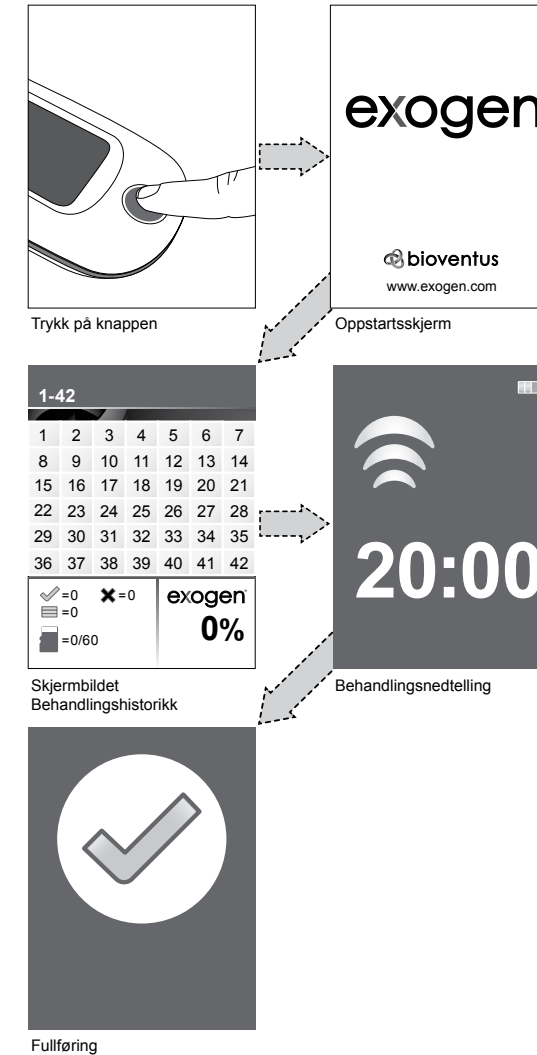 exogen
bioventus
www.exogen.com
Trykk på knappen
Oppstartsskjerm
1-42
1 2 3 4 5 6 7
8 9 10 11 12 13 14
15 16 17 18 19 20 21
22 23 24 25 26 27 28
29 30 31 32 33 34 35
36 37 38 39 40 41 42
=0 =0
=0
=0/60
exogen
0%
20:00
Skjermbildet
Behandlingshistorikk
Behandlingsnedtelling
Fullføring